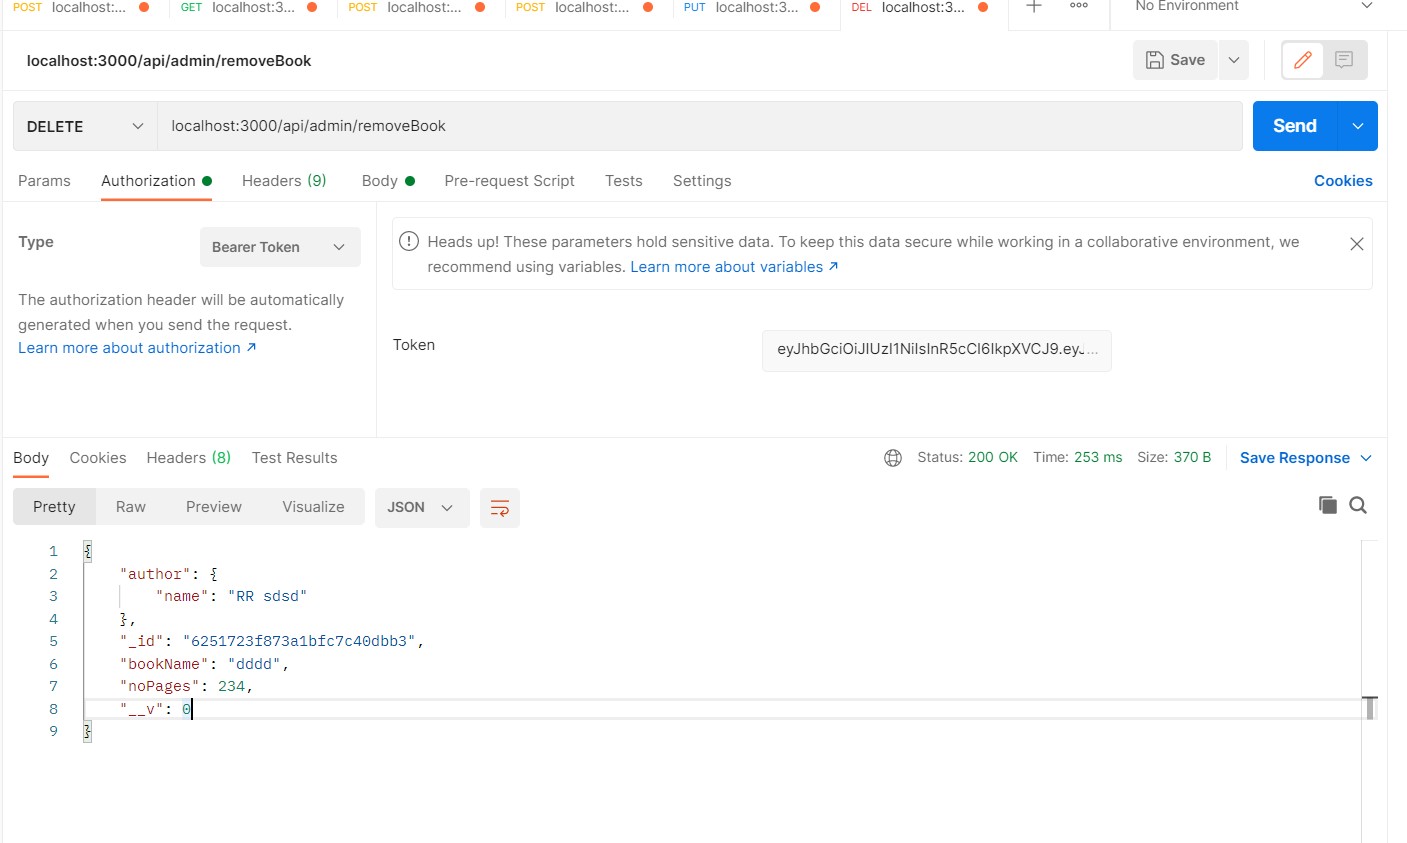 POST localhost:... GET localhost:3... POST localhost:... POST localhost:... PUT localhost:3... DEL localhost:3... No Environment
localhost:3000/api/admin/removeBook Save
DELETE localhost:3000/api/admin/removeBook Send
Params Authorization Headers (9) Body Pre-request Script Tests Settings Cookies
Type Bearer Token
The authorization header will be automatically
generated when you send the request.
Learn more about authorization ↗
Heads up! These parameters hold sensitive data. To keep this data secure while working in a collaborative environment, we
recommend using variables. Learn more about variables ↗
Token eyJhbGciOiJIUzI1NiIsInR5cCI6IkpXVCJ9.eyJ...
Body Cookies Headers (8) Test Results Status: 200 OK Time: 253 ms Size: 370 B Save Response
Pretty Raw Preview Visualize JSON
1 {
2 "author": {
3 "name": "RR sdsd"
4 },
5 "_id": "6251723f873a1bfc7c40dbb3",
6 "bookName": "dddd",
7 "noPages": 234,
8 "__v": 0
9 }